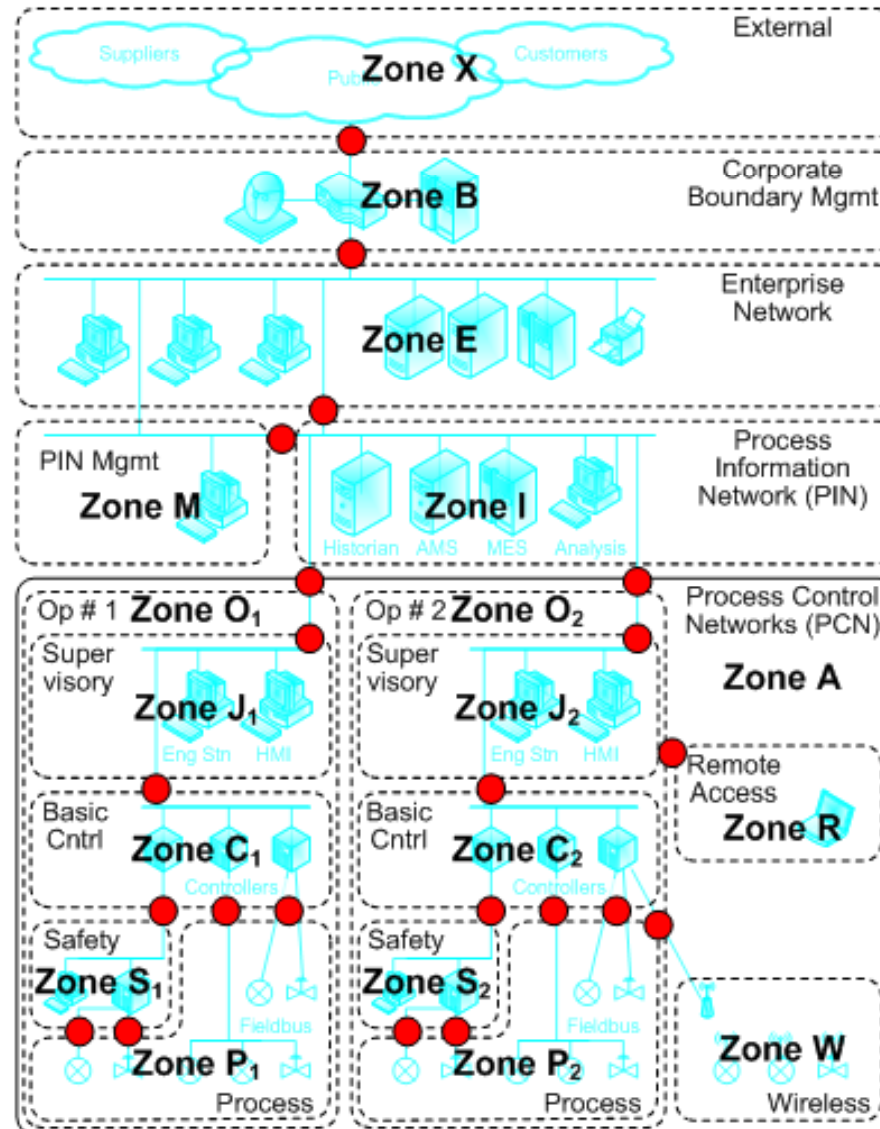 External
Suppliers
Customers
Public
Zone X
Corporate
Boundary Mgmt
Zone B
Enterprise
Network
Zone E
PIN Mgmt
Zone M
Process
Information
Network (PIN)
Zone I
Historian AMS MES Analysis
Process Control
Networks (PCN)
Zone A
Op # 1 Zone O₁
Super
visory
Zone J₁
Eng Stn HMI
Basic
Cntrl
Zone C₁
Controllers
Safety
Zone S₁
Fieldbus
Zone P₁
Process
Op # 2 Zone O₂
Super
visory
Zone J₂
Eng Stn HMI
Basic
Cntrl
Zone C₂
Controllers
Safety
Zone S₂
Fieldbus
Zone P₂
Process
Remote
Access
Zone R
Zone W
Wireless